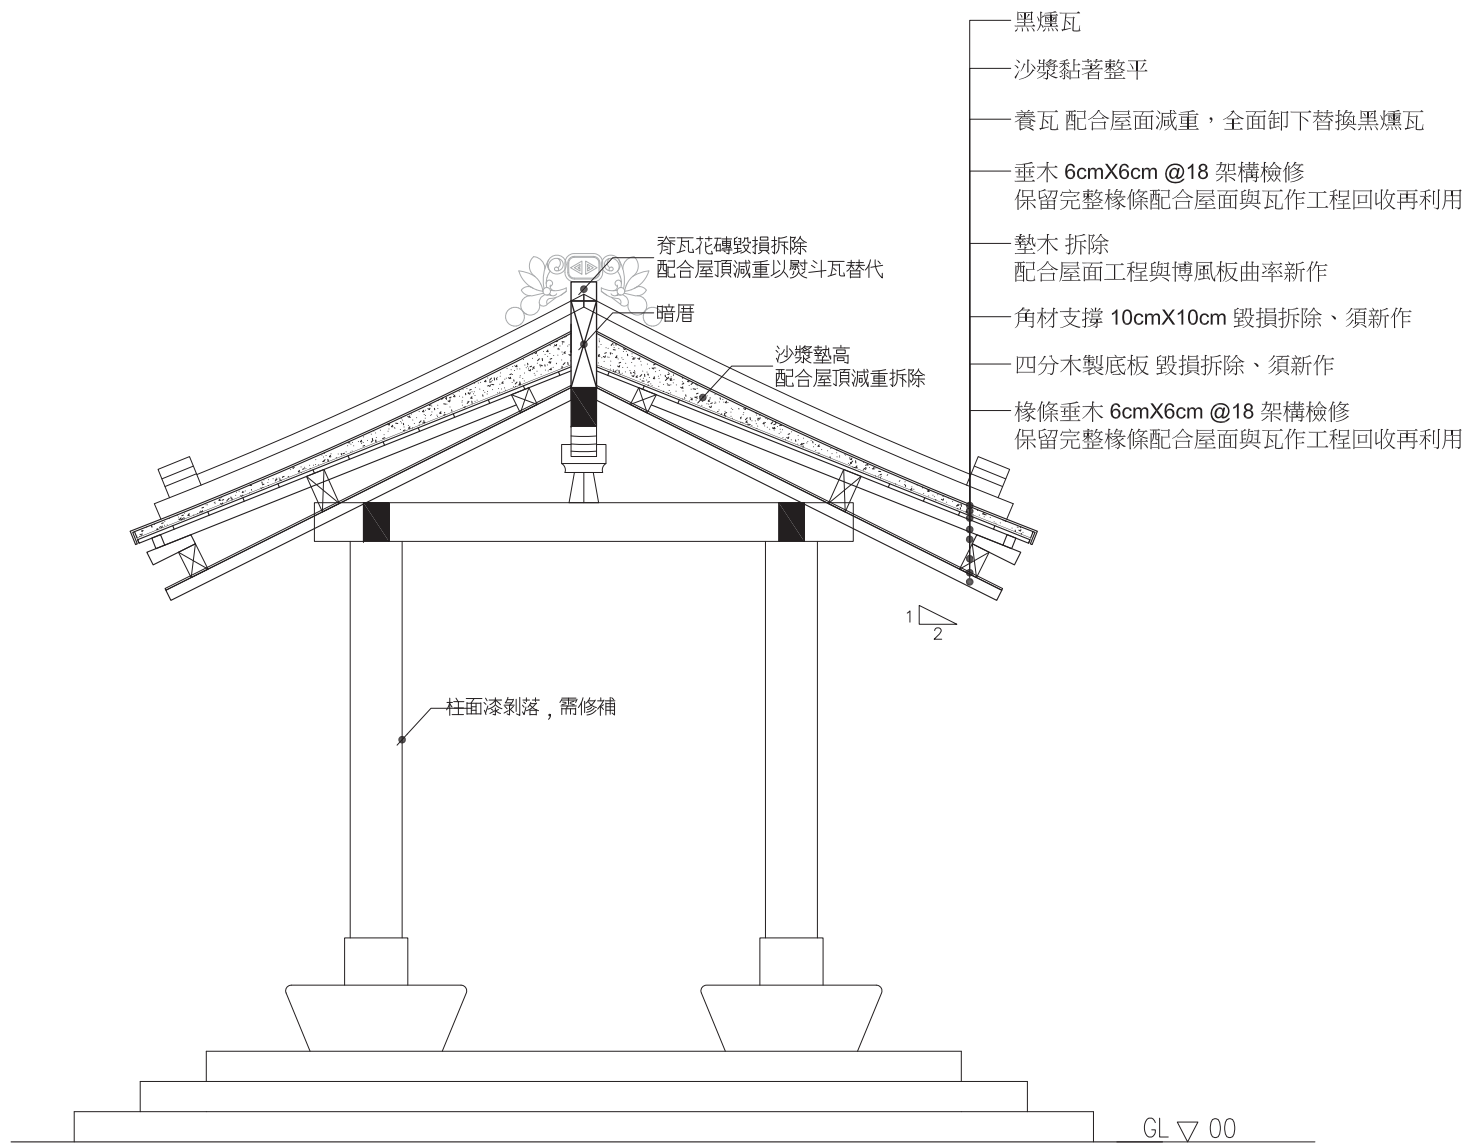 黑燻瓦
沙漿黏著整平
養瓦 配合屋面減重，全面卸下替換黑燻瓦
垂木 6cmX6cm @18 架構檢修
保留完整椽條配合屋面與瓦作工程回收再利用
墊木 拆除
配合屋面工程與博風板曲率新作
角材支撐 10cmX10cm 毀損拆除、須新作
四分木製底板 毀損拆除、須新作
椽條垂木 6cmX6cm @18 架構檢修
保留完整椽條配合屋面與瓦作工程回收再利用
脊瓦花磚毀損拆除
配合屋頂減重以熨斗瓦替代
暗厝
沙漿墊高
配合屋頂減重拆除
1
2
柱面漆剝落 , 需修補
GL ▽ 00